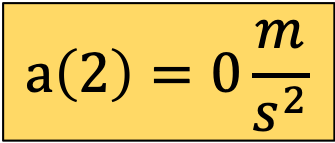 a(2) = 0 m/s²